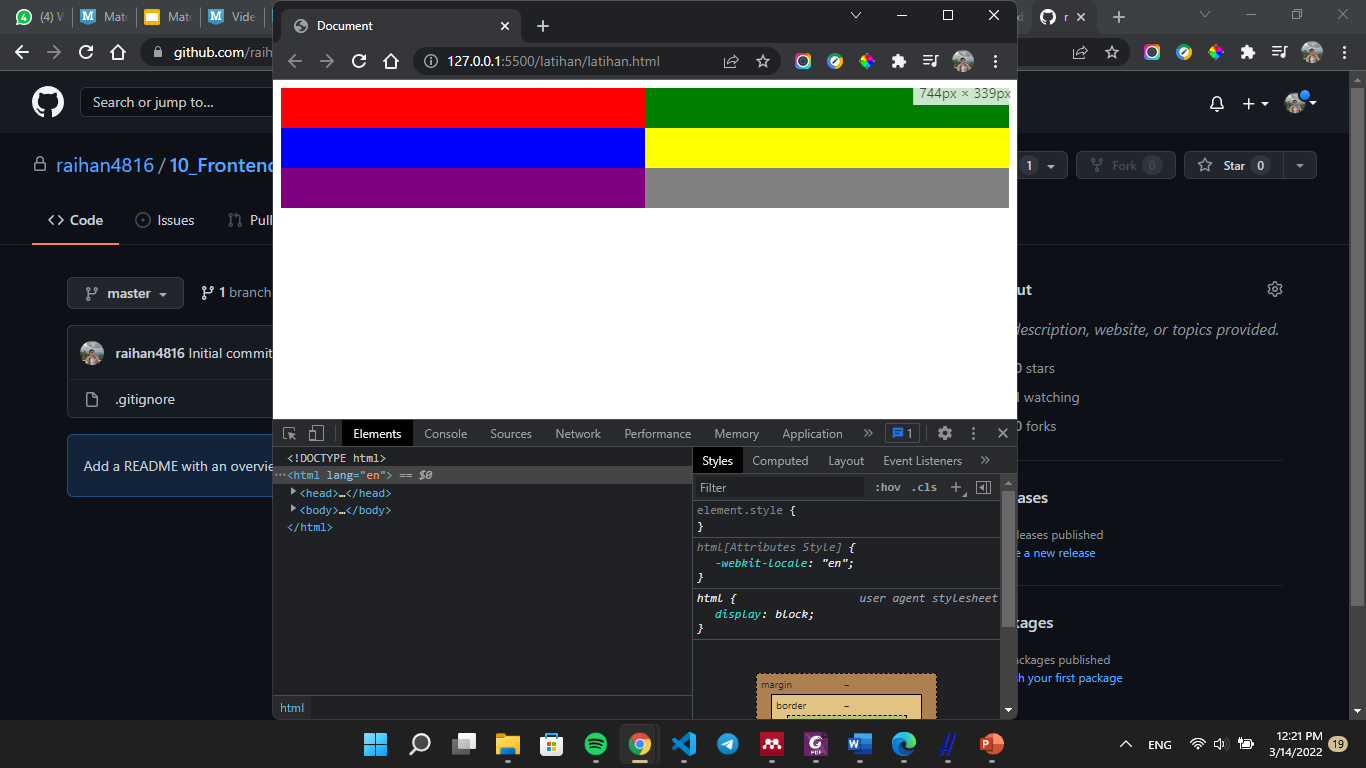 (4) W
Mate
Mate
Vide
Document
r
127.0.0.1:5500/latihan/latihan.html
github.com/raih
744px × 339px
Search or jump to...
raihan4816 / 10_Frontend
1
Fork 0
Star 0
Code
Issues
Pull
master
1 branch
raihan4816 Initial commit
.gitignore
Add a README with an overvie
ut
description, website, or topics provided.
0 stars
1 watching
0 forks
ases
leases published
e a new release
kages
ackages published
sh your first package
Elements
Console
Sources
Network
Performance
Memory
Application
1
<!DOCTYPE html>
<html lang="en"> == $0
<head>…</head>
<body>…</body>
</html>
html
Styles
Computed
Layout
Event Listeners
Filter
:hov .cls
element.style {
}
html[Attributes Style] {
-webkit-locale: "en";
}
html { user agent stylesheet
display: block;
}
margin –
border –
ENG
12:21 PM
3/14/2022
19